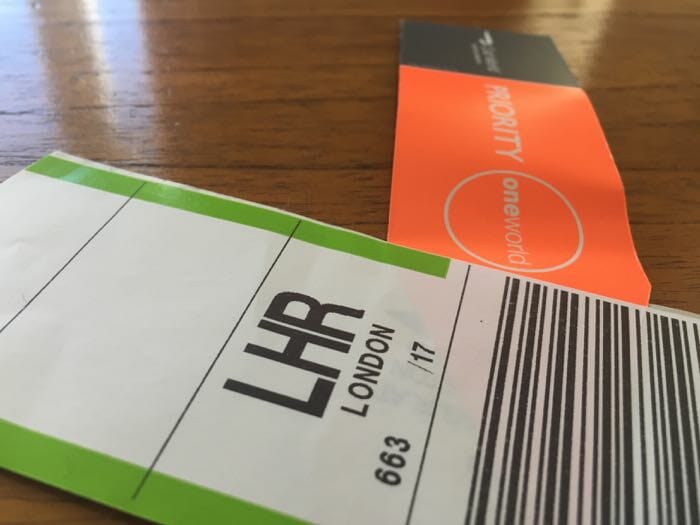 PRIORITY
oneworld
LHR
LONDON
663 /17